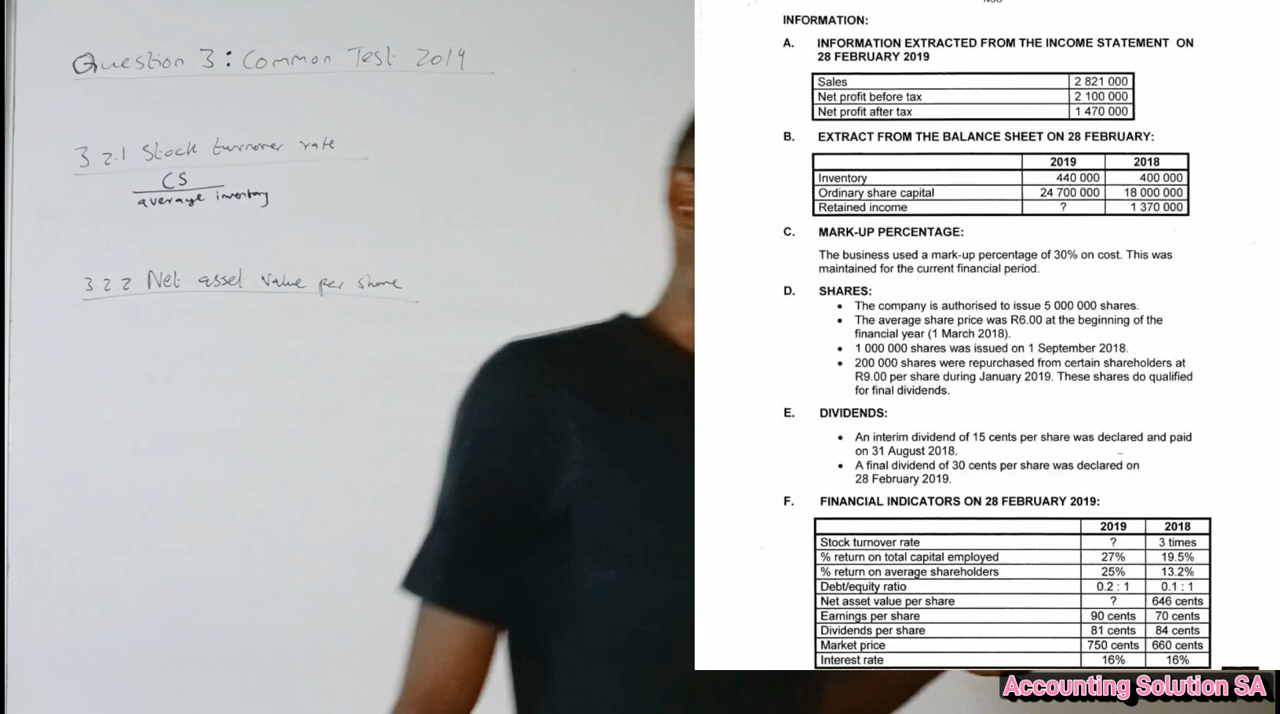 Question 3 : Common Test 2019
3 2.1 Stock turnover rate
CS
average inventory
3 2 2 Net asset value per share
INFORMATION:
A. INFORMATION EXTRACTED FROM THE INCOME STATEMENT ON
28 FEBRUARY 2019
Sales 2 821 000
Net profit before tax 2 100 000
Net profit after tax 1 470 000
B. EXTRACT FROM THE BALANCE SHEET ON 28 FEBRUARY:
2019 2018
Inventory 440 000 400 000
Ordinary share capital 24 700 000 18 000 000
Retained income ? 1 370 000
C. MARK-UP PERCENTAGE:
The business used a mark-up percentage of 30% on cost. This was
maintained for the current financial period.
D. SHARES:
• The company is authorised to issue 5 000 000 shares.
• The average share price was R6.00 at the beginning of the
financial year (1 March 2018).
• 1 000 000 shares was issued on 1 September 2018.
• 200 000 shares were repurchased from certain shareholders at
R9.00 per share during January 2019. These shares do qualified
for final dividends.
E. DIVIDENDS:
• An interim dividend of 15 cents per share was declared and paid
on 31 August 2018.
• A final dividend of 30 cents per share was declared on
28 February 2019.
F. FINANCIAL INDICATORS ON 28 FEBRUARY 2019:
2019 2018
Stock turnover rate ? 3 times
% return on total capital employed 27% 19.5%
% return on average shareholders 25% 13.2%
Debt/equity ratio 0.2 : 1 0.1 : 1
Net asset value per share ? 646 cents
Earnings per share 90 cents 70 cents
Dividends per share 81 cents 84 cents
Market price 750 cents 660 cents
Interest rate 16% 16%
Accounting Solution SA